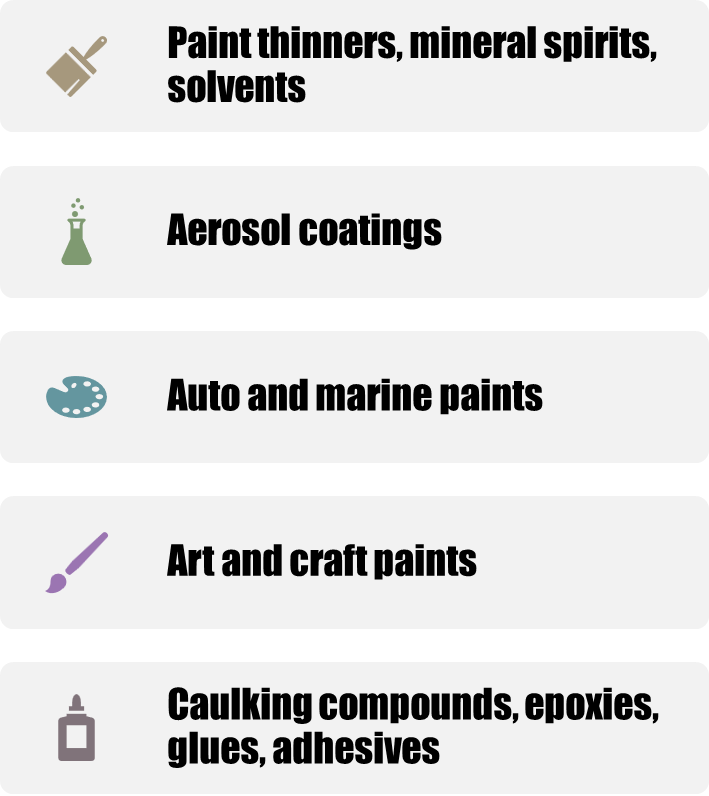 Paint thinners, mineral spirits,
solvents
Aerosol coatings
Auto and marine paints
Art and craft paints
Caulking compounds, epoxies,
glues, adhesives